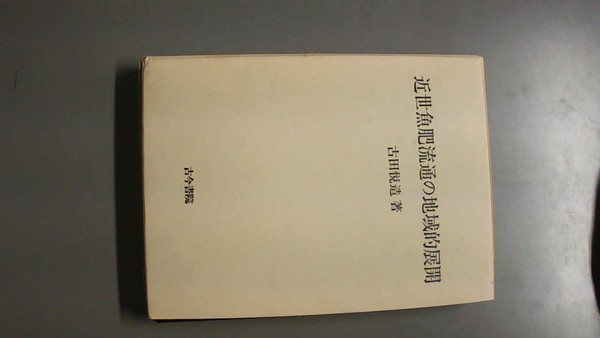 近世魚肥流通の地域的展開
古田悦造 著
古今書院